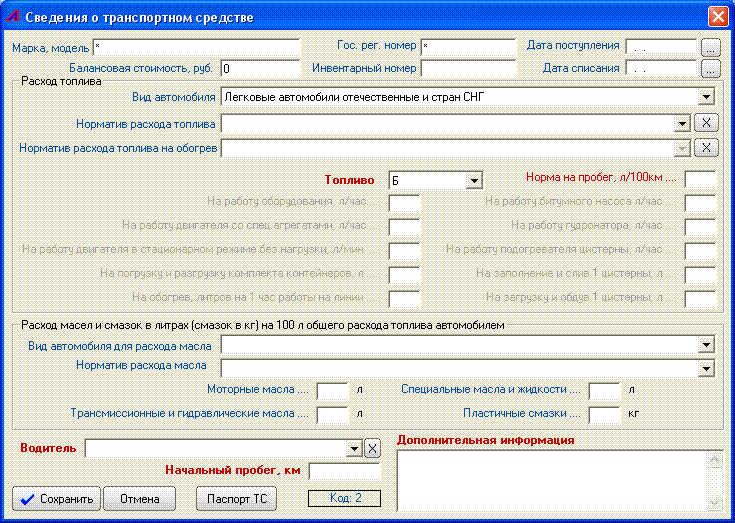 Сведения о транспортном средстве
Марка, модель * Гос. рег. номер * Дата поступления . . ...
Балансовая стоимость, руб. 0 Инвентарный номер Дата списания . . ...
Расход топлива
Вид автомобиля Легковые автомобили отечественные и стран СНГ
Норматив расхода топлива X
Норматив расхода топлива на обогрев X
Топливо Б Норма на пробег, л/100км ....
На работу оборудования, л/час .... На работу битумного насоса л/час ....
На работу двигателя со спец.агрегатами, л/час .... На работу гудронатора, л/час ....
На работу двигателя в стационарном режиме без нагрузки, л/мин. .... На работу подогревателя цистерны, л/час ....
На погрузку и разгрузку комплекта контейнеров, л .... На заполнение и слив 1 цистерны, л ....
На обогрев, литров на 1 час работы на линии .... На загрузку и обдув 1 цистерны, л ....
Расход масел и смазок в литрах (смазок в кг) на 100 л общего расхода топлива автомобилем
Вид автомобиля для расхода масла
Норматив расхода масла
Моторные масла .... л Специальные масла и жидкости .... л
Трансмиссионные и гидравлические масла .... л Пластичные смазки .... кг
Водитель X Дополнительная информация
Начальный пробег, км
Сохранить Отмена Паспорт ТС Код: 2